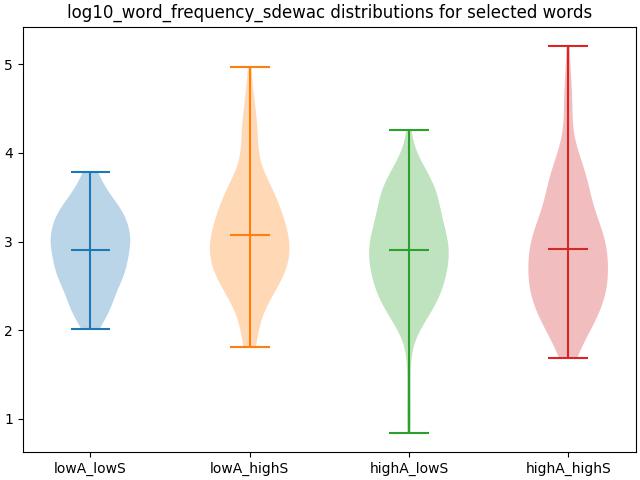 log10_word_frequency_sdewac distributions for selected words
5
4
3
2
1
lowA_lowS
lowA_highS
highA_lowS
highA_highS